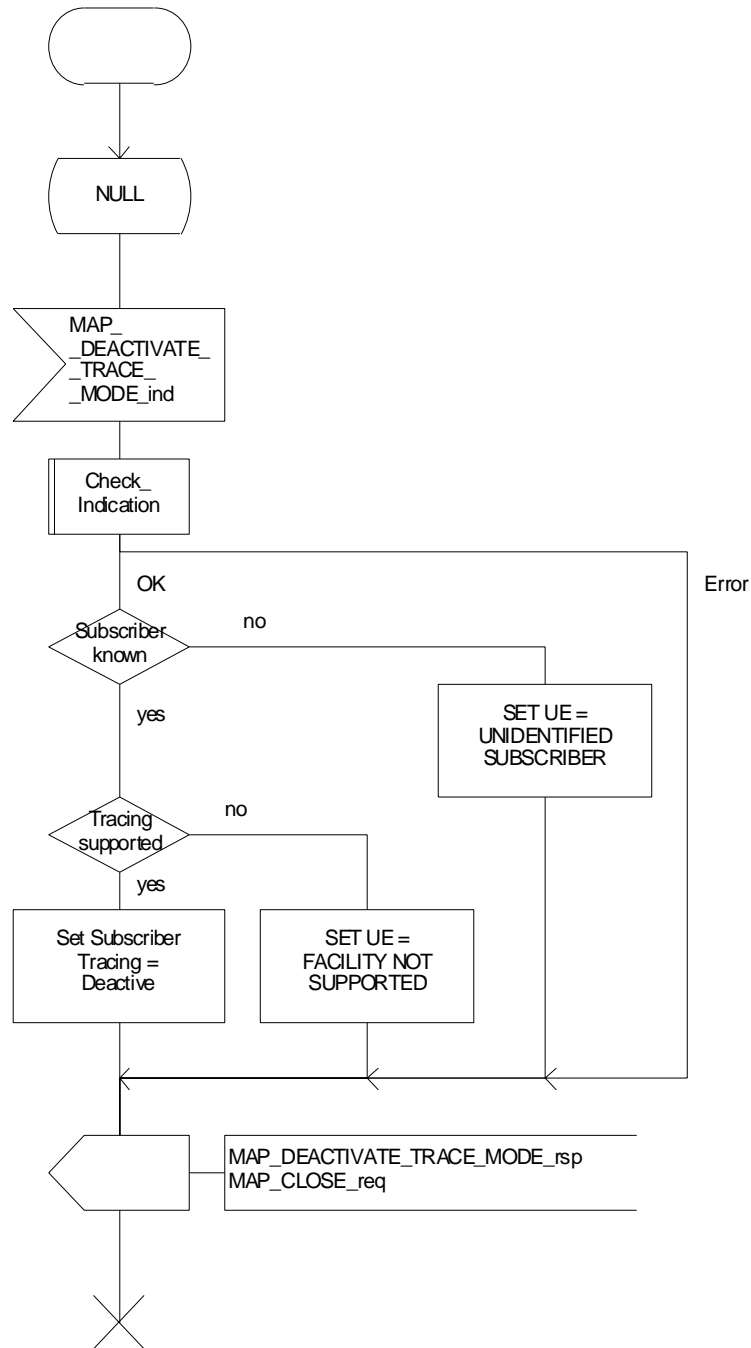 NULL
MAP_
_DEACTIVATE_
_TRACE_
_MODE_ind
Check_
Indication
OK
Error
Subscriber
known
no
yes
SET UE =
UNIDENTIFIED
SUBSCRIBER
Tracing
supported
no
yes
Set Subscriber
Tracing =
Deactive
SET UE =
FACILITY NOT
SUPPORTED
MAP_DEACTIVATE_TRACE_MODE_rsp
MAP_CLOSE_req